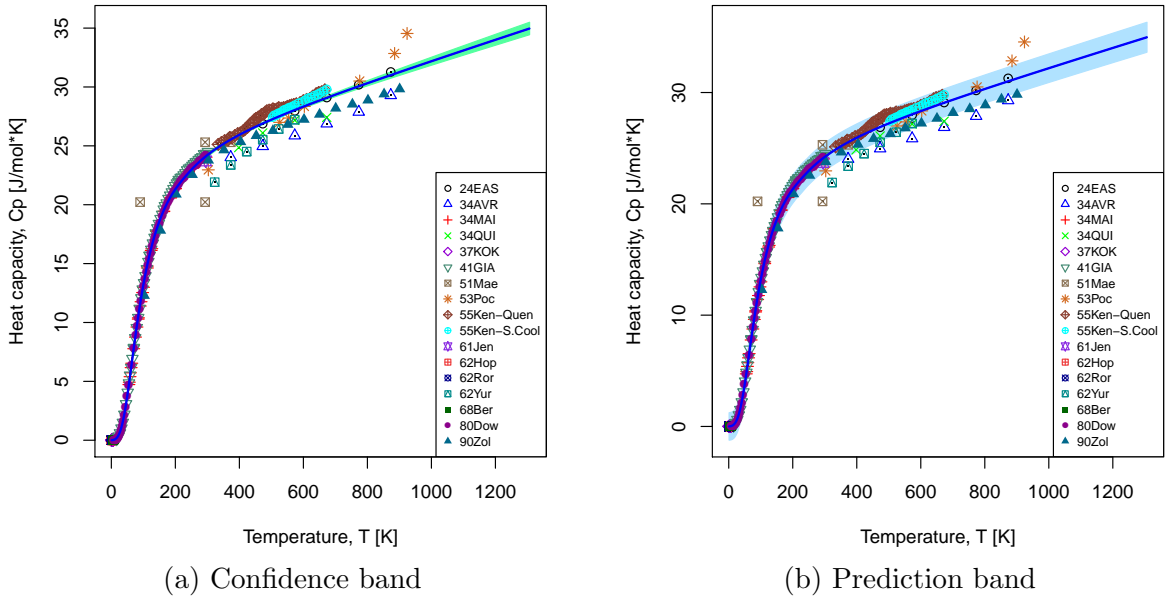 Heat capacity, Cp [J/mol*K]
35
30
25
20
15
10
5
0
0 200 400 600 800 1000 1200
Temperature, T [K]
24EAS
34AVR
34MAI
34QUI
37KOK
41GIA
51Mae
53Poc
55Ken−Quen
55Ken−S.Cool
61Jen
62Hop
62Ror
62Yur
68Ber
80Dow
90Zol
(a) Confidence band
Heat capacity, Cp [J/mol*K]
30
20
10
0
0 200 400 600 800 1000 1200
Temperature, T [K]
24EAS
34AVR
34MAI
34QUI
37KOK
41GIA
51Mae
53Poc
55Ken−Quen
55Ken−S.Cool
61Jen
62Hop
62Ror
62Yur
68Ber
80Dow
90Zol
(b) Prediction band